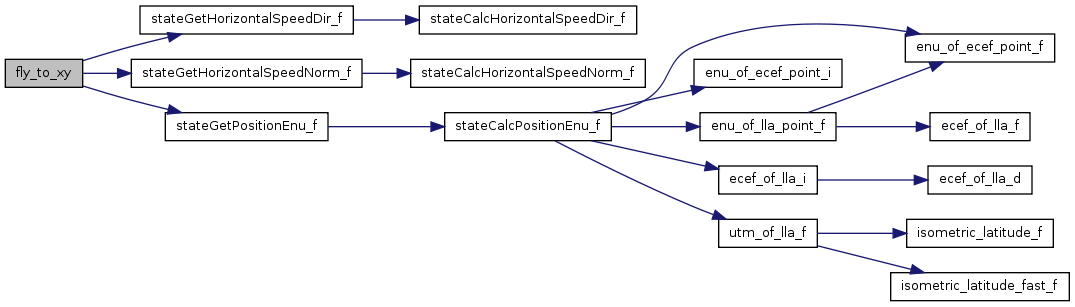 stateGetHorizontalSpeedDir_f
stateCalcHorizontalSpeedDir_f
enu_of_ecef_point_f
fly_to_xy
stateGetHorizontalSpeedNorm_f
stateCalcHorizontalSpeedNorm_f
enu_of_ecef_point_i
stateGetPositionEnu_f
stateCalcPositionEnu_f
enu_of_lla_point_f
ecef_of_lla_f
ecef_of_lla_i
ecef_of_lla_d
utm_of_lla_f
isometric_latitude_f
isometric_latitude_fast_f